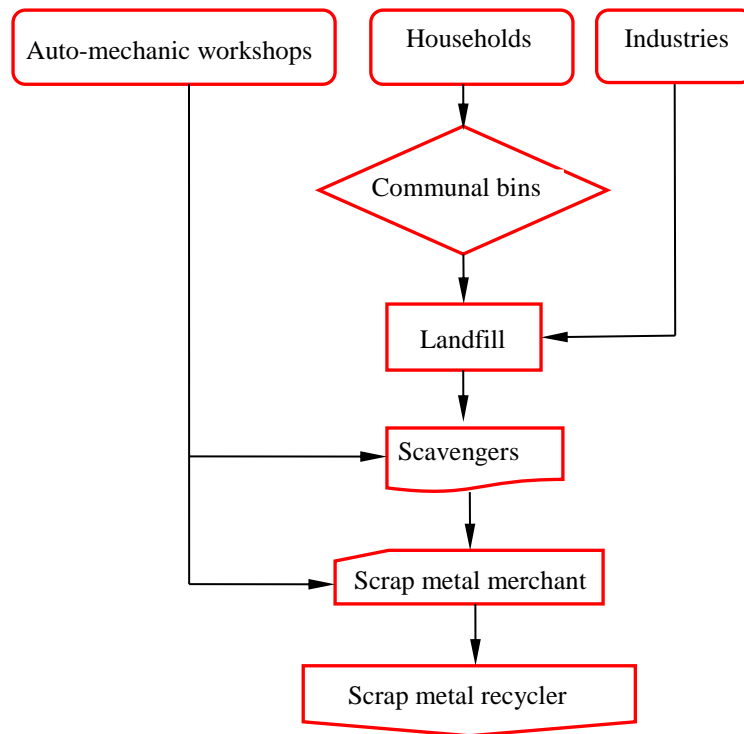 Auto-mechanic workshops
Households
Industries
Communal bins
Landfill
Scavengers
Scrap metal merchant
Scrap metal recycler